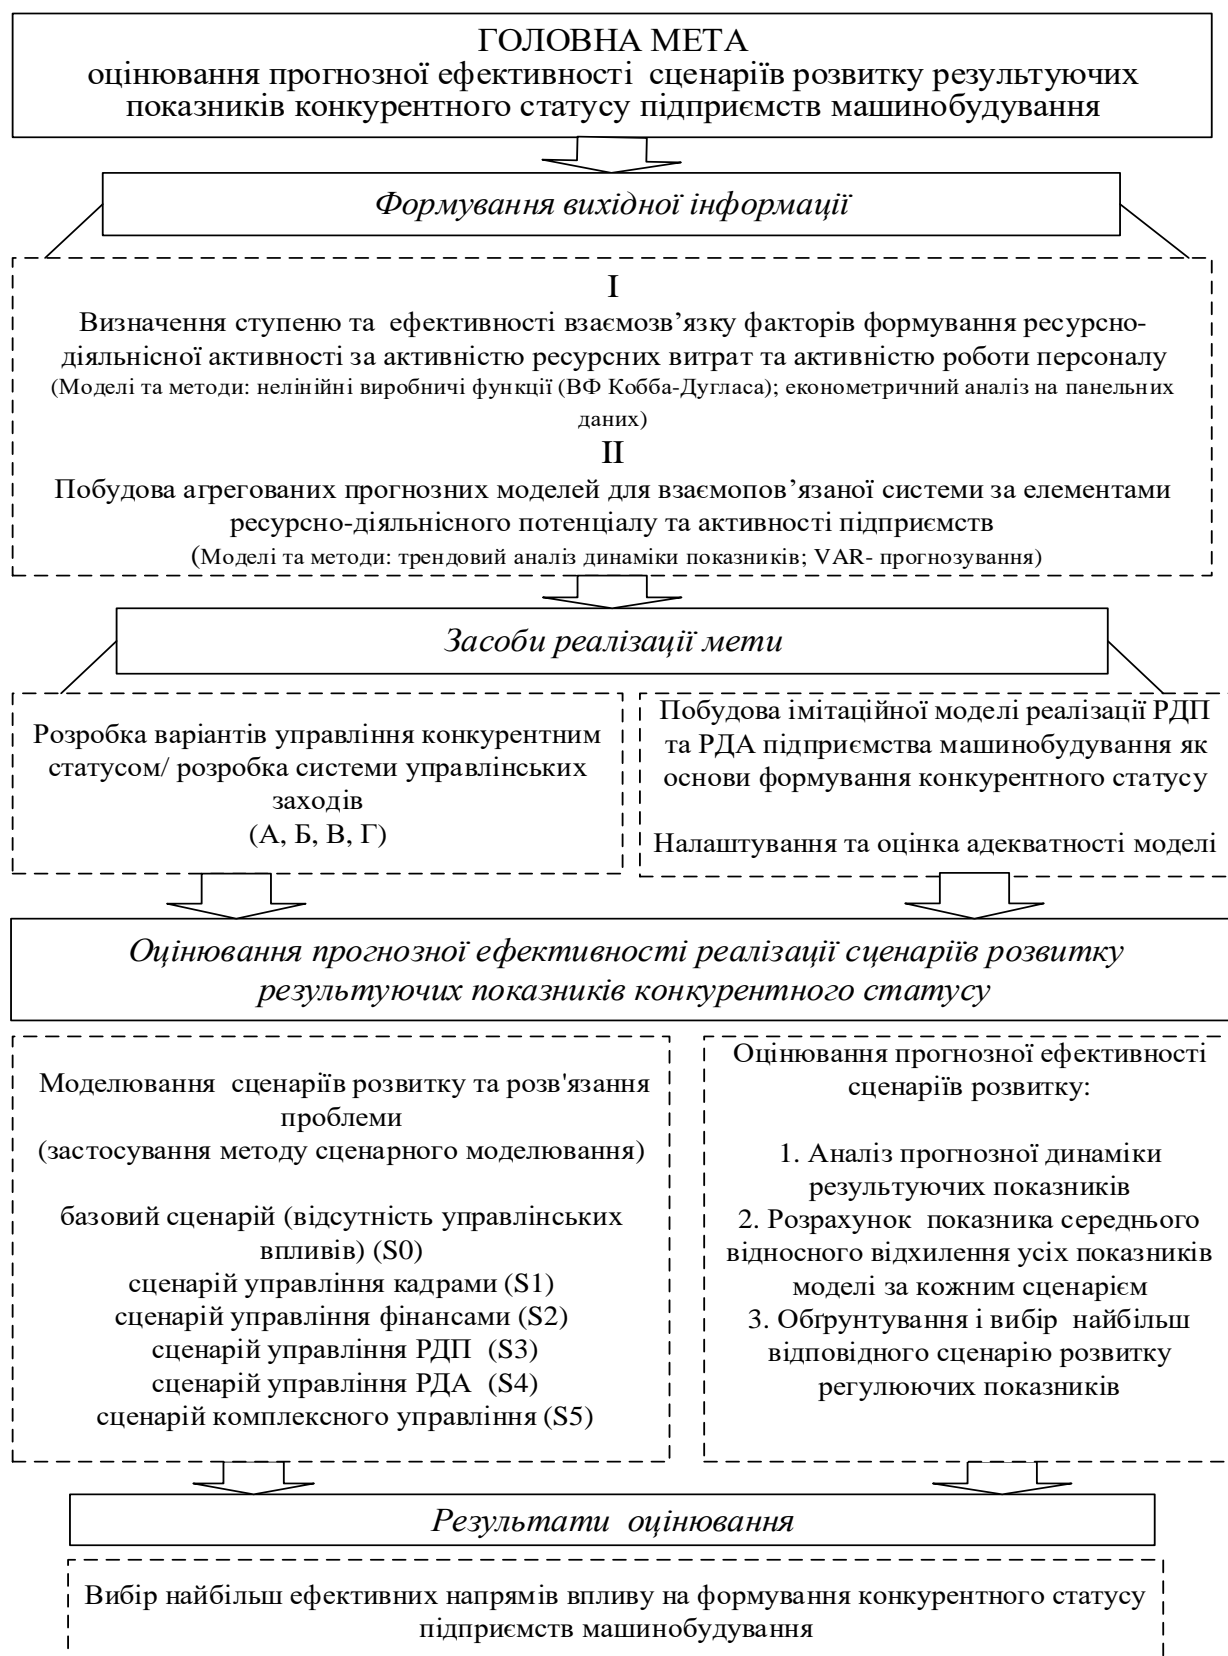 ГОЛОВНА МЕТА
оцінювання прогнозної ефективності сценаріїв розвитку результуючих
показників конкурентного статусу підприємств машинобудування
Формування вихідної інформації
I
Визначення ступеню та ефективності взаємозв’язку факторів формування ресурсно-
діяльнісної активності за активністю ресурсних витрат та активністю роботи персоналу
(Моделі та методи: нелінійні виробничі функції (ВФ Кобба-Дугласа); економетричний аналіз на панельних
даних)
II
Побудова агрегованих прогнозних моделей для взаємопов’язаної системи за елементами
ресурсно-діяльнісного потенціалу та активності підприємств
(Моделі та методи: трендовий аналіз динаміки показників; VAR- прогнозування)
Засоби реалізації мети
Розробка варіантів управління конкурентним
статусом/ розробка системи управлінських
заходів
(А, Б, В, Г)
Побудова імітаційної моделі реалізації РДП
та РДА підприємства машинобудування як
основи формування конкурентного статусу
Налаштування та оцінка адекватності моделі
Оцінювання прогнозної ефективності реалізації сценаріїв розвитку
результуючих показників конкурентного статусу
Моделювання сценаріїв розвитку та розв'язання
проблеми
(застосування методу сценарного моделювання)
базовий сценарій (відсутність управлінських
впливів) (S0)
сценарій управління кадрами (S1)
сценарій управління фінансами (S2)
сценарій управління РДП (S3)
сценарій управління РДА (S4)
сценарій комплексного управління (S5)
Оцінювання прогнозної ефективності
сценаріїв розвитку:
1. Аналіз прогнозної динаміки
результуючих показників
2. Розрахунок показника середнього
відносного відхилення усіх показників
моделі за кожним сценарієм
3. Обґрунтування і вибір найбільш
відповідного сценарію розвитку
регулюючих показників
Результати оцінювання
Вибір найбільш ефективних напрямів впливу на формування конкурентного статусу
підприємств машинобудування